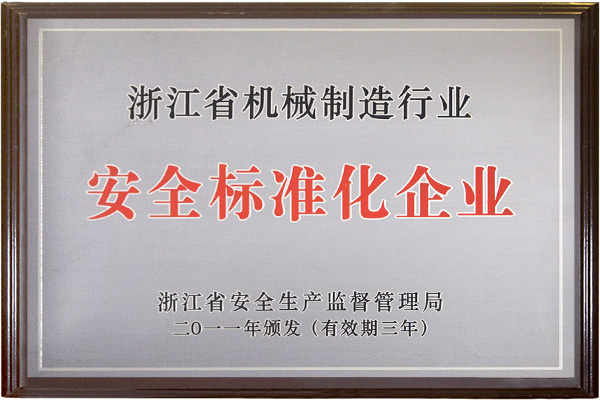 浙江省机械制造行业
安全标准化企业
浙江省安全生产监督管理局
二〇一一年颁发（有效期三年）